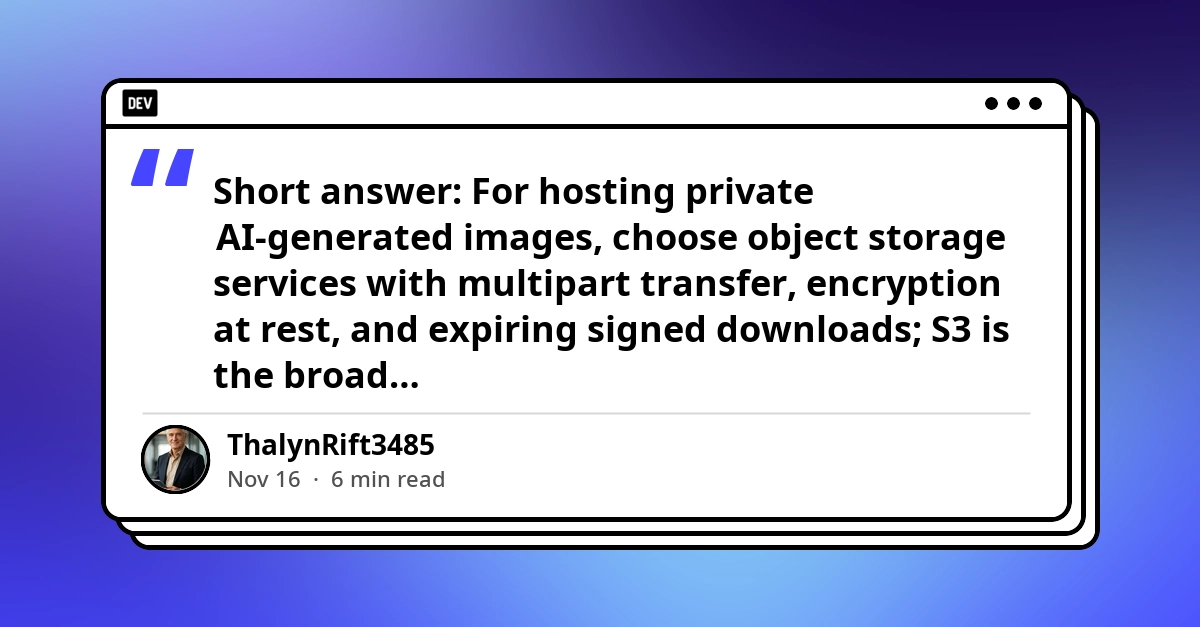 DEV
“
Short answer: For hosting private
AI-generated images, choose object storage
services with multipart transfer, encryption
at rest, and expiring signed downloads; S3 is
the broad...
ThalynRift3485
Nov 16 · 6 min read